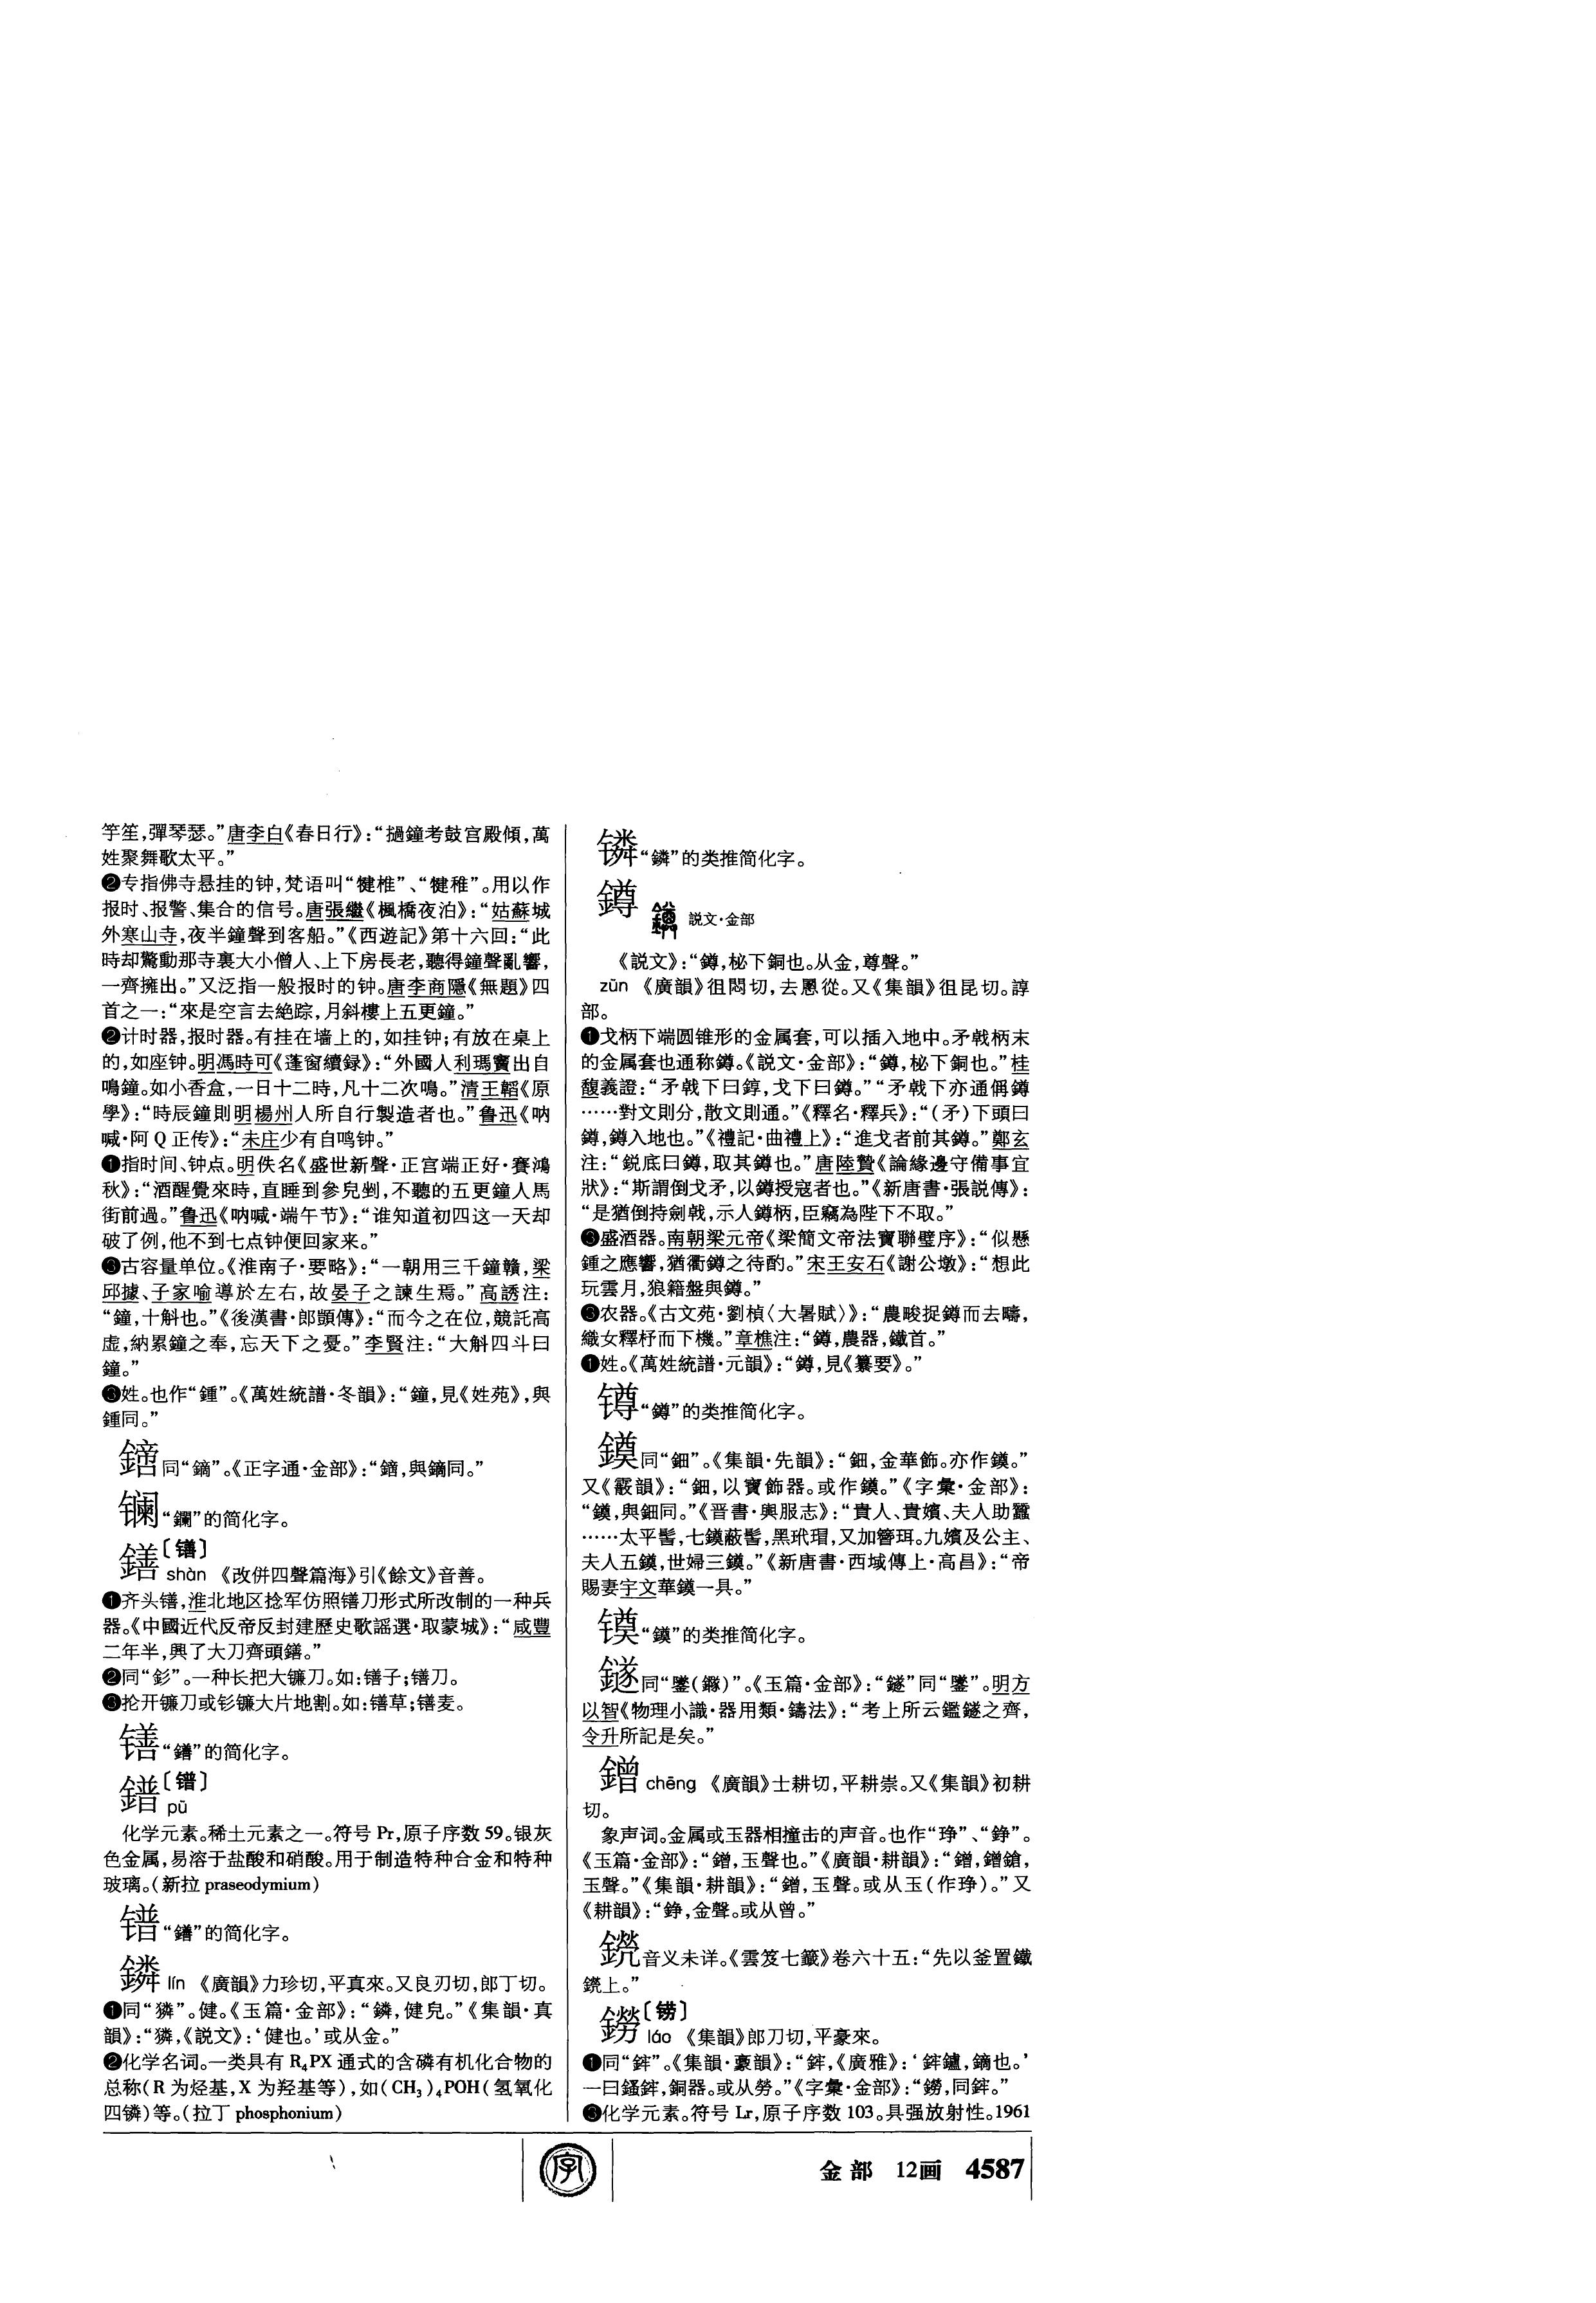 竽笙，彈琴瑟。”唐李白《春日行》：“撾鐘考鼓宫殿傾，萬
姓聚舞歌太平。”
❷专指佛寺悬挂的钟，梵语叫“犍椎”、“犍稚”。用以作
报时、报警、集合的信号。唐張繼《楓橋夜泊》：“姑蘇城
外寒山寺，夜半鐘聲到客船。”《西遊記》第十六回：“此
時却驚動那寺裏大小僧人、上下房長老，聽得鐘聲亂響，
一齊擁出。”又泛指一般报时的钟。唐李商隱《無題》四
首之一：“來是空言去絶踪，月斜樓上五更鐘。”
❷计时器，报时器。有挂在墙上的，如挂钟；有放在桌上
的，如座钟。明馮時可《蓬窗續録》：“外國人利瑪竇出自
鳴鐘。如小香盒，一日十二時，凡十二次鳴。”清王韜《原
學》：“時辰鐘則明楊州人所自行製造者也。”鲁迅《呐
喊·阿Q正传》：“未庄少有自鸣钟。”
❶指时间、钟点。明佚名《盛世新聲·正宫端正好·賽鴻
秋》：“酒醒覺來時，直睡到參兒剉，不聽的五更鐘人馬
街前過。”鲁迅《呐喊·端午节》：“谁知道初四这一天却
破了例，他不到七点钟便回家来。”
❸古容量单位。《淮南子·要略》：“一朝用三千鐘贛，梁
邱據、子家喻導於左右，故晏子之諫生焉。”高誘注：
“鐘，十斛也。”《後漢書·郎顗傳》：“而今之在位，競託高
虚，納累鐘之奉，忘天下之憂。”李賢注：“大斛四斗曰
鐘。”
❸姓。也作“鍾”。《萬姓統譜·冬韻》：“鐘，見《姓苑》，與
鍾同。”
同“鏑”。《正字通·金部》：“，與鏑同。”
镧“鑭”的简化字。
鐥〔鐥〕
shàn 《改併四聲篇海》引《餘文》音善。
❶齐头鐥，淮北地区捻军仿照鐥刀形式所改制的一种兵
器。《中國近代反帝反封建歷史歌謡選·取蒙城》：“咸豐
二年半，興了大刀齊頭鐥。”
❷同“釤”。一种长把大镰刀。如：鐥子；鐥刀。
❸抡开镰刀或钐镰大片地割。如：鐥草；鐥麦。
“鐥”的简化字。
鐠〔镨〕
pǔ
化学元素。稀土元素之一。符号Pr，原子序数59。银灰
色金属，易溶于盐酸和硝酸。用于制造特种合金和特种
玻璃。（新拉praseodymium）
镨“鐥”的简化字。
鏻 lín 《廣韻》力珍切，平真來。又良刃切，郎丁切。
❶同“獜”。健。《玉篇·金部》：“鏻，健皃。”《集韻·真
韻》：“獜，《説文》：‘健也。’或从金。”
❷化学名词。一类具有R₄PX通式的含磷有机化合物的
总称（R为烃基，X为羟基等），如（CH₃）₄POH（氢氧化
四鏻）等。（拉丁phosphonium）
“鏻”的类推简化字。
鐏 説文·金部
《説文》：“鐏，柲下銅也。从金，尊聲。”
zūn 《廣韻》徂悶切，去慁從。又《集韻》徂昆切。諄
部。
❶戈柄下端圆锥形的金属套，可以插入地中。矛戟柄末
的金属套也通称鐏。《説文·金部》：“鐏，柲下銅也。”桂
馥義證：“矛戟下曰錞，戈下曰鐏。”“矛戟下亦通偁鐏
……對文則分，散文則通。”《釋名·釋兵》：“（矛）下頭曰
鐏，鐏入地也。”《禮記·曲禮上》：“進戈者前其鐏。”鄭玄
注：“鋭底曰鐏，取其鐏也。”唐陸贄《論緣邊守備事宜
狀》：“斯謂倒戈矛，以鐏授寇者也。”《新唐書·張説傳》：
“是猶倒持劍戟，示人鐏柄，臣竊為陛下不取。”
❸盛酒器。南朝梁元帝《梁簡文帝法寶聯璧序》：“似懸
鍾之應響，猶衢鐏之待酌。”宋王安石《謝公墩》：“想此
玩雲月，狼籍盤與鐏。”
❸农器。《古文苑·劉楨〈大暑賦〉》：“農畯捉鐏而去疇，
織女釋杼而下機。”章樵注：“鐏，農器，鐵首。”
❶姓。《萬姓統譜·元韻》：“鐏，見《纂要》。”
“鐏”的类推简化字。
鏌同“鈿”。《集韻·先韻》：“鈿，金華飾。亦作鏌。”
又《霰韻》：“鈿，以寶飾器。或作鏌。”《字彙·金部》：
“鏌，與鈿同。”《晋書·輿服志》：“貴人、貴嬪、夫人助蠶
……太平髻，七鏌蔽髻，黑玳瑁，又加簪珥。九嬪及公主、
夫人五鏌，世婦三鏌。”《新唐書·西域傳上·高昌》：“帝
賜妻宇文華鏌一具。”
“鏌”的类推简化字。
鐩同“鐆（鐆）”。《玉篇·金部》：“鐩”同“鐆”。明方
以智《物理小識·器用類·鑄法》：“考上所云鑑鐩之齊，
令升所記是矣。”
鏳 chēng 《廣韻》士耕切，平耕崇。又《集韻》初耕
切。
象声词。金属或玉器相撞击的声音。也作“琤”、“錚”。
《玉篇·金部》：“鏳，玉聲也。”《廣韻·耕韻》：“鏳，鏳鎗，
玉聲。”《集韻·耕韻》：“鏳，玉聲。或从玉（作琤）。”又
《耕韻》：“錚，金聲。或从曾。”
音义未详。《雲笈七籤》卷六十五：“先以釜置鐵
上。”
鐒〔铹〕
láo 《集韻》郎刀切，平豪來。
❶同“鉾”。《集韻·豪韻》：“鉾，《廣雅》：‘鉾鑪，鏑也。’
一曰鏂鉾，銅器。或从勞。”《字彙·金部》：“鐒，同鉾。”
❸化学元素。符号Lr，原子序数103。具强放射性。1961
字
金部 12画 4587